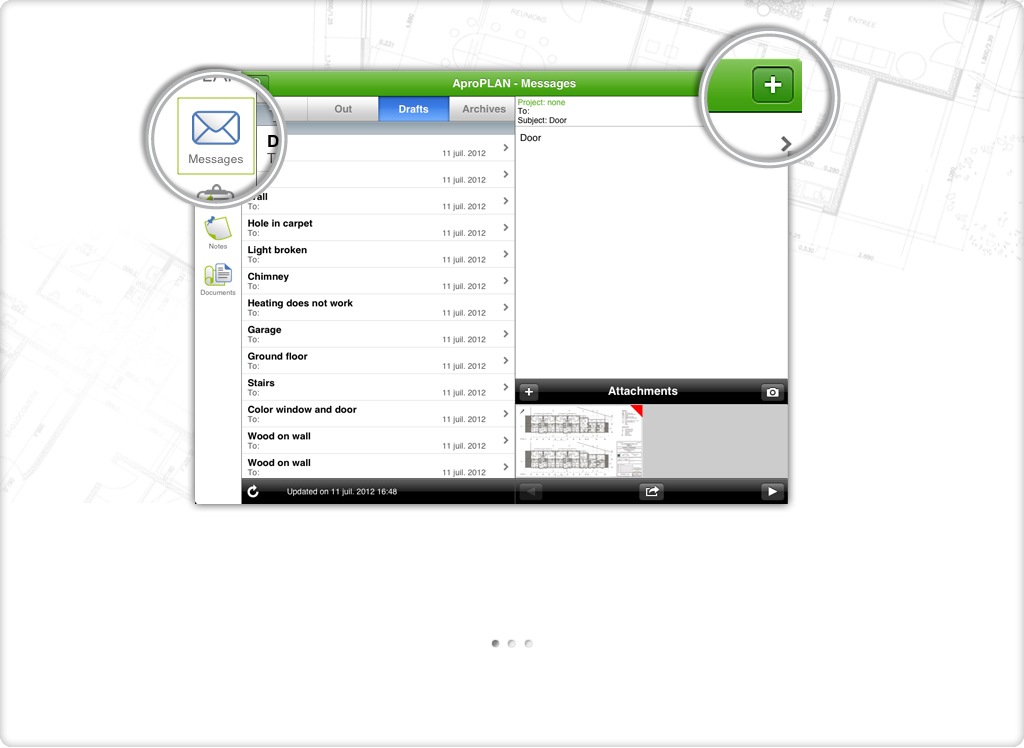 REUNIONS
ENTREE
AproPLAN - Messages
Messages
Out
Drafts
Archives
Project: none
To:
Subject: Door
Door
D
T
11 juil. 2012
11 juil. 2012
all
To:
11 juil. 2012
Hole in carpet
To:
11 juil. 2012
Light broken
To:
11 juil. 2012
Chimney
To:
11 juil. 2012
Heating does not work
To:
11 juil. 2012
Garage
To:
11 juil. 2012
Ground floor
To:
11 juil. 2012
Stairs
To:
11 juil. 2012
Color window and door
To:
11 juil. 2012
Wood on wall
To:
11 juil. 2012
Wood on wall
To:
11 juil. 2012
Notes
Documents
Attachments
Updated on 11 juil. 2012 16:48